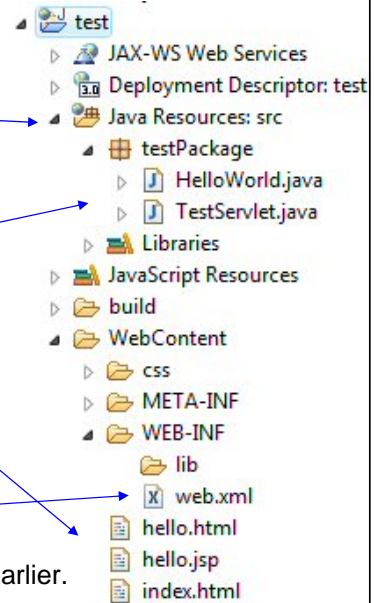 test
JAX-WS Web Services
Deployment Descriptor: test
Java Resources: src
testPackage
HelloWorld.java
TestServlet.java
Libraries
JavaScript Resources
build
WebContent
css
META-INF
WEB-INF
lib
web.xml
hello.html
hello.jsp
arlier.
index.html